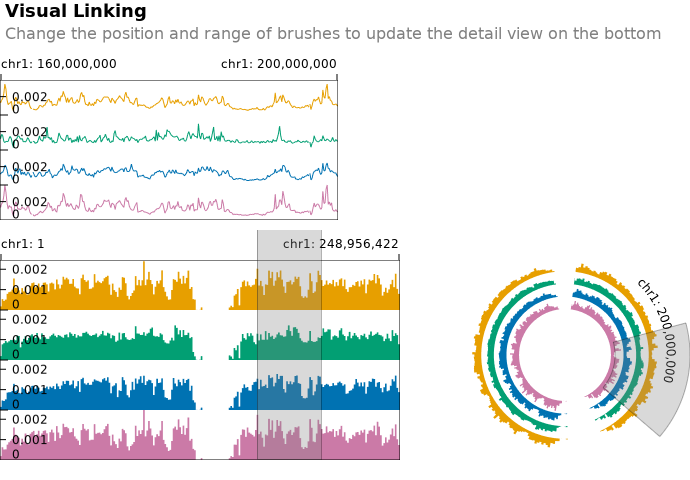 Visual Linking
Change the position and range of brushes to update the detail view on the bottom
chr1: 160,000,000 200,000,000
chr1: 200,000,000
0.002
0
0.002
0
0.002
0
0.002
0
chr1: 1
chr1: 248,956,422
0.002
0.001
0
0.002
0.001
0
0.002
0.001
0
0.002
0.001
0
chr1: 200,000,000